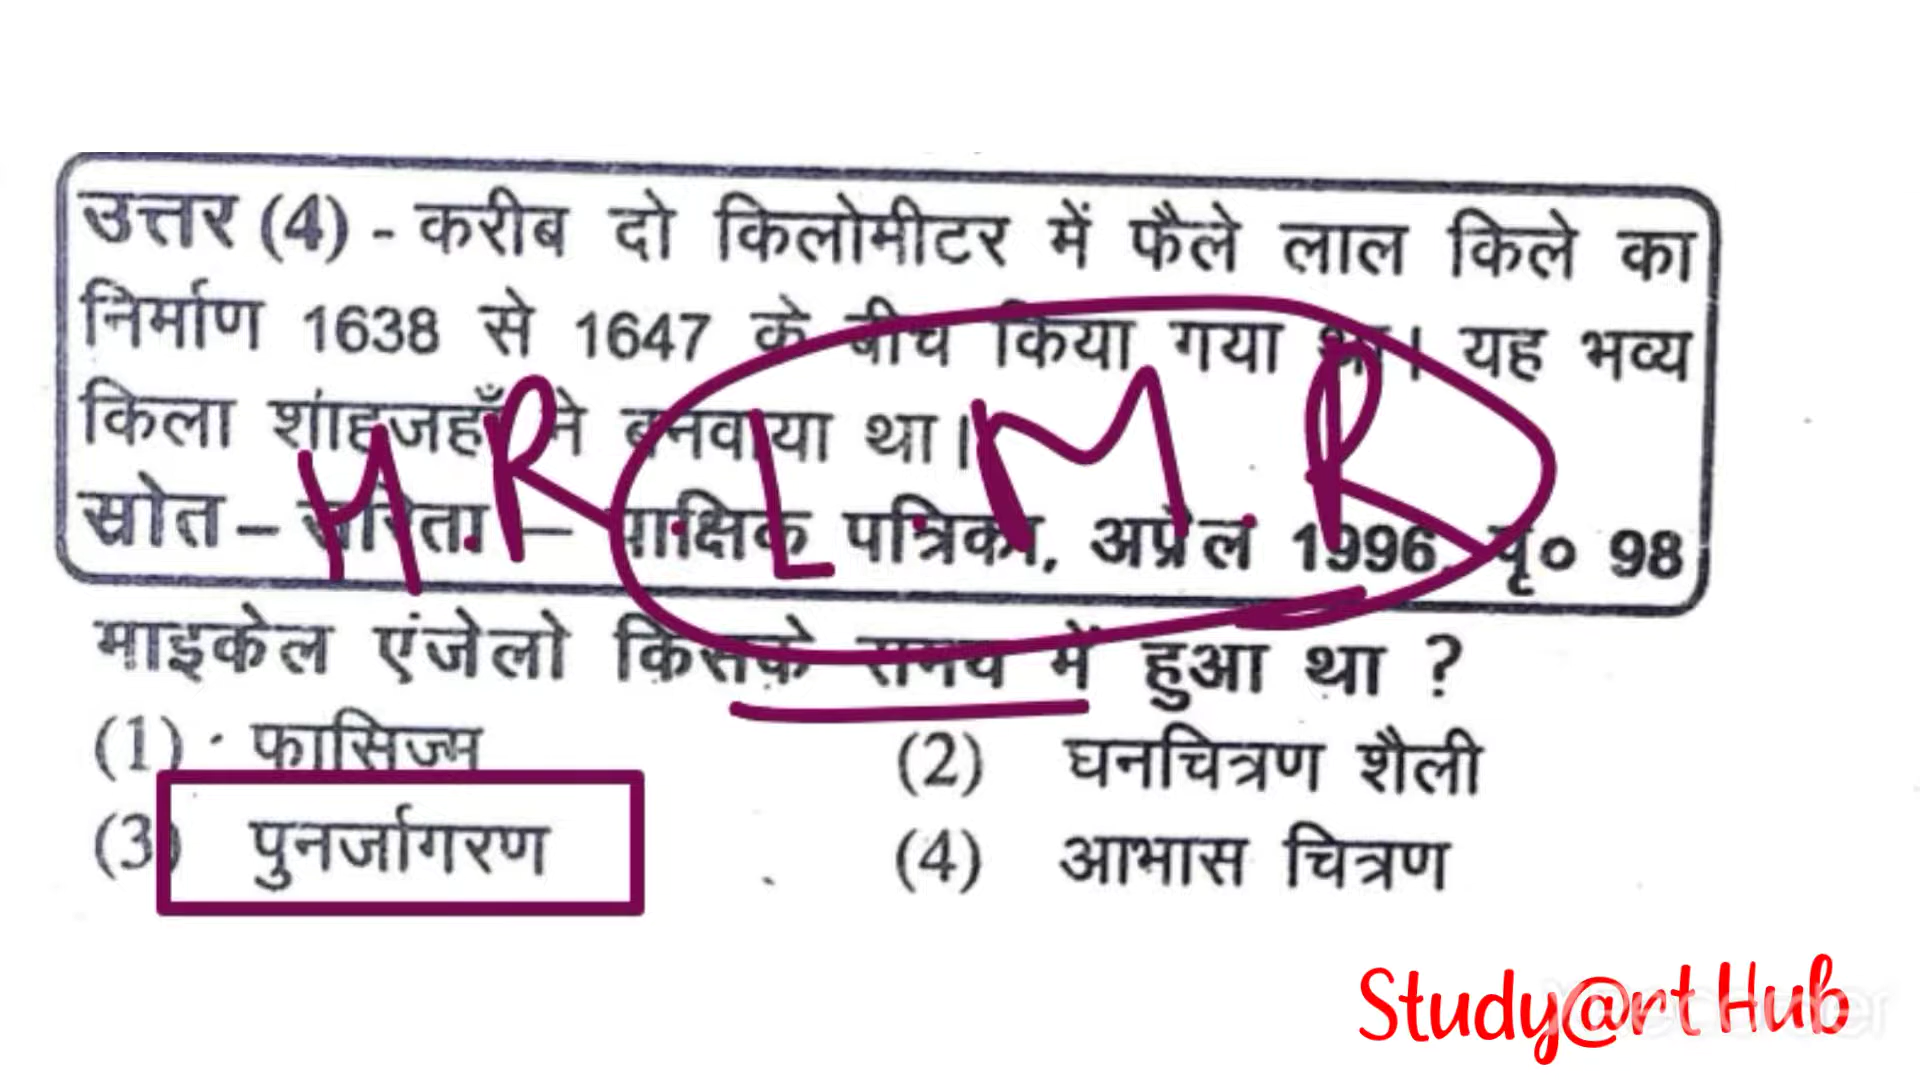 उत्तर (4) - करीब दो किलोमीटर में फैले लाल किले का
निर्माण 1638 से 1647 के बीच किया गया था। यह भव्य
किला शांहजहाँ ने बनवाया था।
H. R. L. M. R
स्रोत– सरिता – पाक्षिक पत्रिका, अप्रैल 1996, पृ० 98
माइकेल एंजेलो किसके समय में हुआ था ?
(1) फासिज्म (2) घनचित्रण शैली
(3) पुनर्जागरण (4) आभास चित्रण
Study@rt Hub